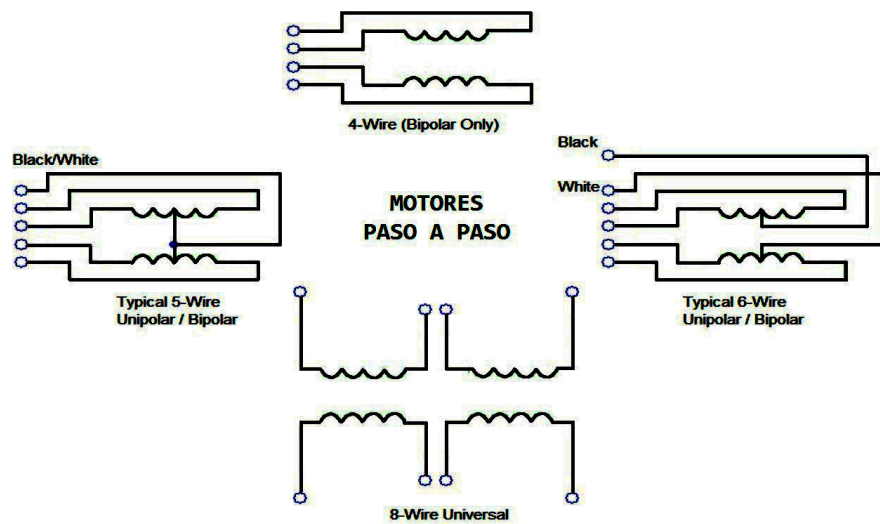 4-Wire (Bipolar Only)
Black/White
Black
White
MOTORES
PASO A PASO
Typical 5-Wire
Unipolar / Bipolar
Typical 6-Wire
Unipolar / Bipolar
8-Wire Universal